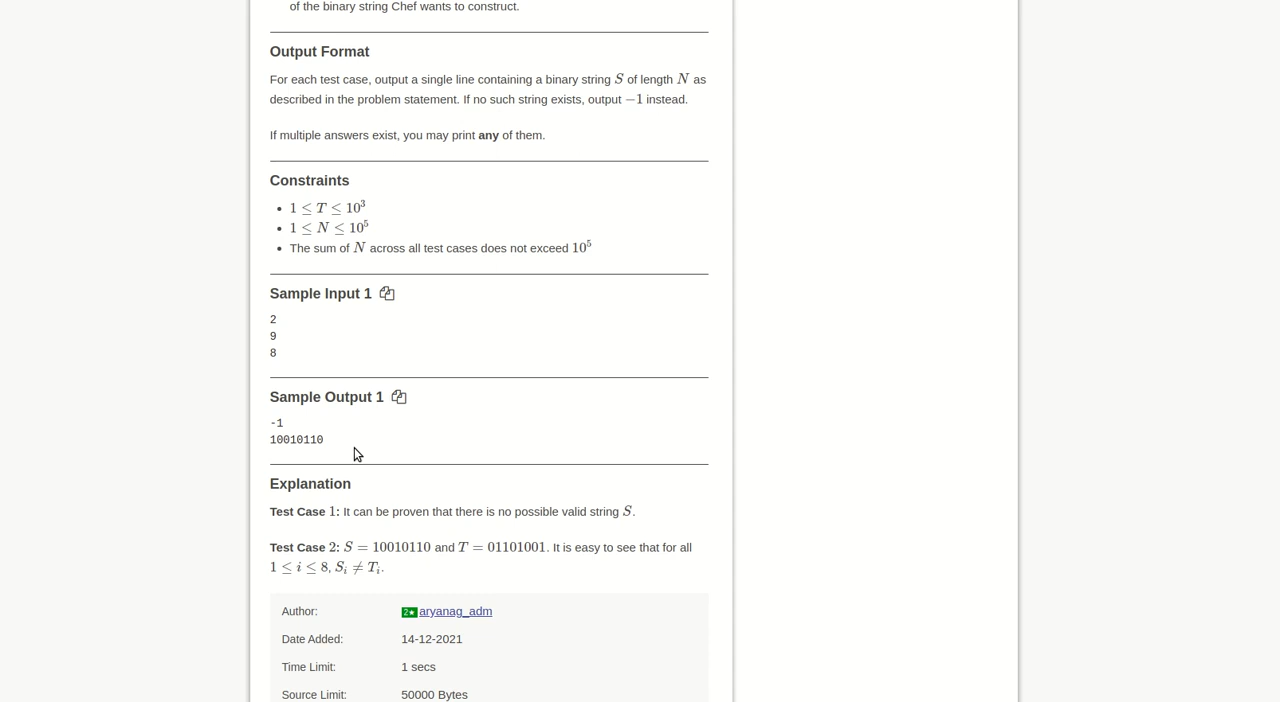 of the binary string Chef wants to construct.
Output Format
For each test case, output a single line containing a binary string S of length N as
described in the problem statement. If no such string exists, output −1 instead.
If multiple answers exist, you may print any of them.
Constraints
• 1 ≤ T ≤ 10³
• 1 ≤ N ≤ 10⁵
• The sum of N across all test cases does not exceed 10⁵
Sample Input 1
2
9
8
Sample Output 1
-1
10010110
Explanation
Test Case 1: It can be proven that there is no possible valid string S.
Test Case 2: S = 10010110 and T = 01101001. It is easy to see that for all
1 ≤ i ≤ 8, Sᵢ ≠ Tᵢ.
Author: 2★ aryanag_adm
Date Added: 14-12-2021
Time Limit: 1 secs
Source Limit: 50000 Bytes